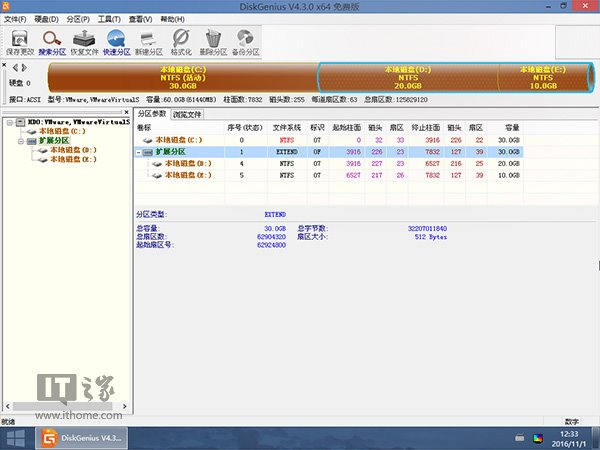 DiskGenius V4.3.0 x64 免费版
文件(F) 硬盘(D) 分区(P) 工具(T) 查看(V) 帮助(H)
保存更改 搜索分区 恢复文件 快速分区 新建分区 格式化 删除分区 备份分区
硬盘 0
本地磁盘(C:)
NTFS (活动)
30.0GB
本地磁盘(D:)
NTFS
20.0GB
本地磁盘(E:)
NTFS
10.0GB
接口:ACSI 型号:VMware,VMwareVirtualS 容量:60.0GB(61440MB) 柱面数:7832 磁头数:255 每道扇区数:63 总扇区数:125829120
HD0:VMware,VMwareVirtualS
本地磁盘(C:)
扩展分区
本地磁盘(D:)
本地磁盘(E:)
分区参数 浏览文件
卷标 序号(状态) 文件系统 标识 起始柱面 磁头 扇区 终止柱面 磁头 扇区 容量
本地磁盘(C:) 0 NTFS 07 0 32 33 3916 226 22 30.0GB
扩展分区 1 EXTEND 0F 3916 226 23 7832 127 39 30.0GB
本地磁盘(D:) 4 NTFS 07 3916 227 23 6527 216 25 20.0GB
本地磁盘(E:) 5 NTFS 07 6527 217 26 7832 127 39 10.0GB
分区类型: EXTEND
总容量: 30.0GB 总字节数: 32207011840
总扇区数: 62904320 扇区大小: 512 Bytes
起始扇区号: 62924800
IT之家
www.ithome.com
就绪 数字
DiskGenius V4.3...
12:33
2016/11/1